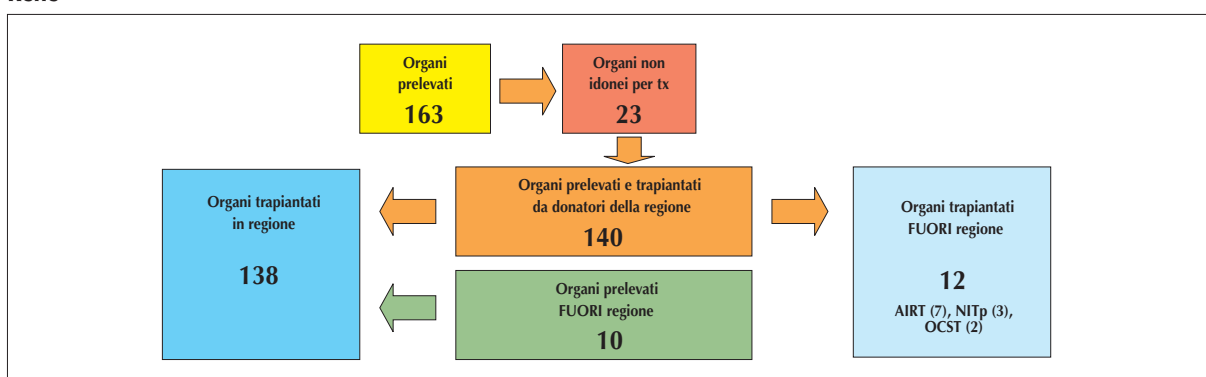 Organi
prelevati
163
Organi non
idonei per tx
23
Organi trapiantati
in regione
138
Organi prelevati e trapiantati
da donatori della regione
140
Organi prelevati
FUORI regione
10
Organi trapiantati
FUORI regione
12
AIRT (7), NITp (3),
OCST (2)